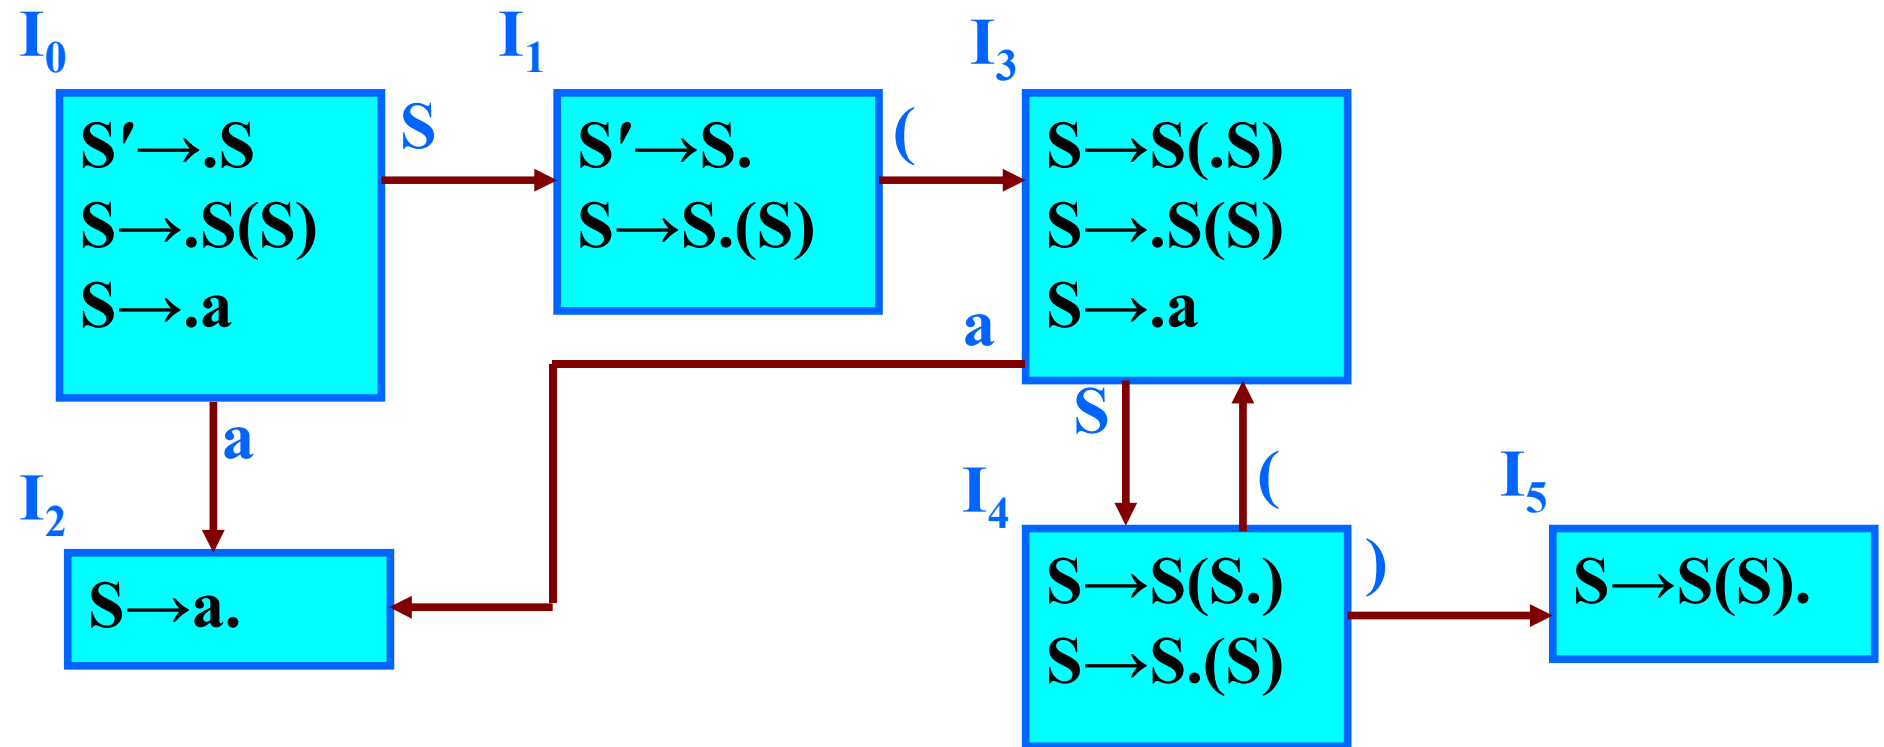 I₀
S′→.S
S→.S(S)
S→.a
S
I₁
S′→S.
S→S.(S)
(
I₃
S→S(.S)
S→.S(S)
S→.a
a
a
I₂
S→a.
S
(
I₄
S→S(S.)
S→S.(S)
)
I₅
S→S(S).